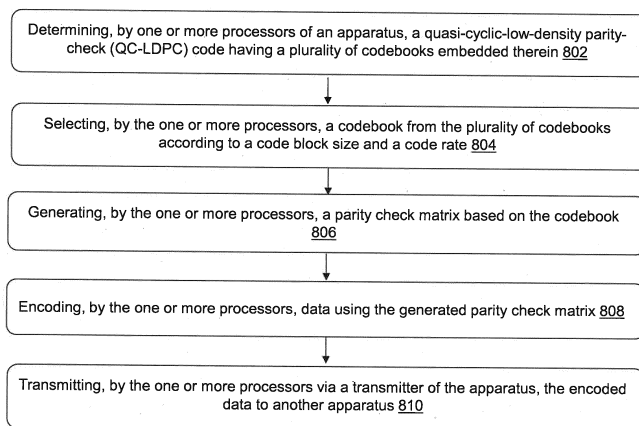 Determining, by one or more processors of an apparatus, a quasi-cyclic-low-density parity-
check (QC-LDPC) code having a plurality of codebooks embedded therein 802
Selecting, by the one or more processors, a codebook from the plurality of codebooks
according to a code block size and a code rate 804
Generating, by the one or more processors, a parity check matrix based on the codebook
806
Encoding, by the one or more processors, data using the generated parity check matrix 808
Transmitting, by the one or more processors via a transmitter of the apparatus, the encoded
data to another apparatus 810